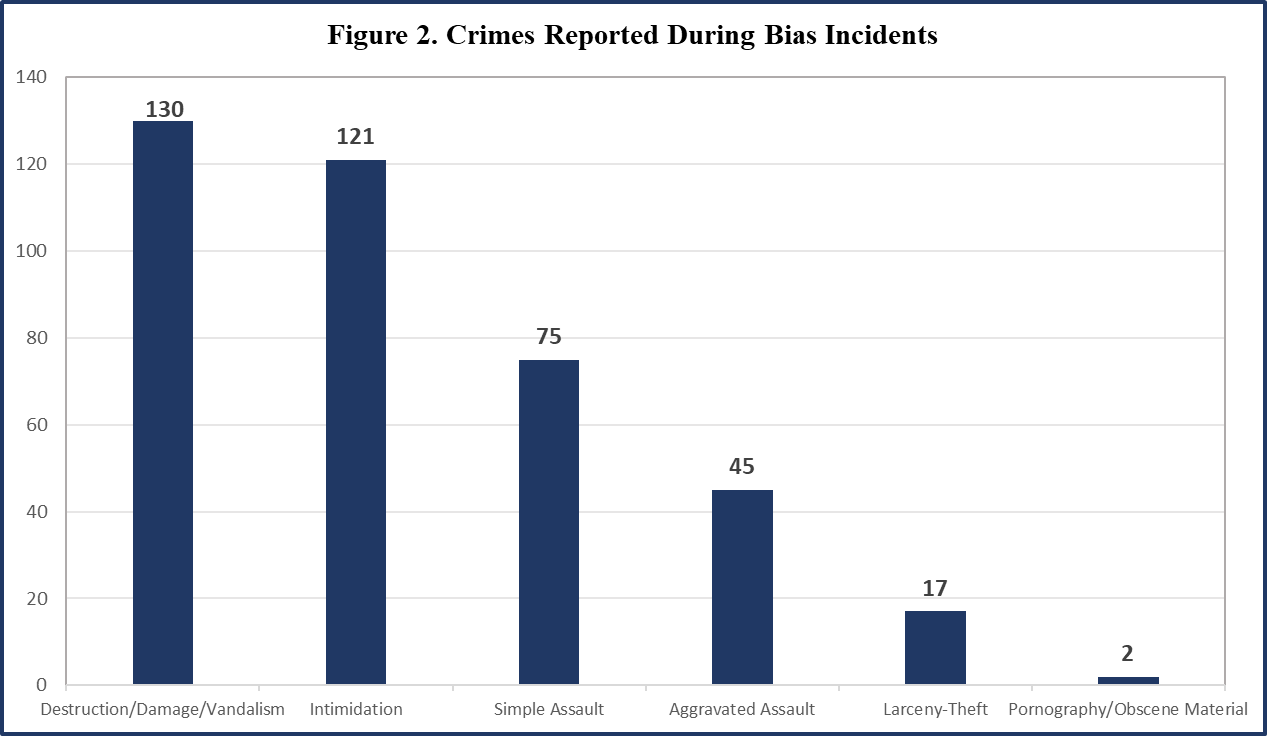 Figure 2. Crimes Reported During Bias Incidents
140
120
100
80
60
40
20
0
130
121
75
45
17
2
Destruction/Damage/Vandalism
Intimidation
Simple Assault
Aggravated Assault
Larceny-Theft
Pornography/Obscene Material